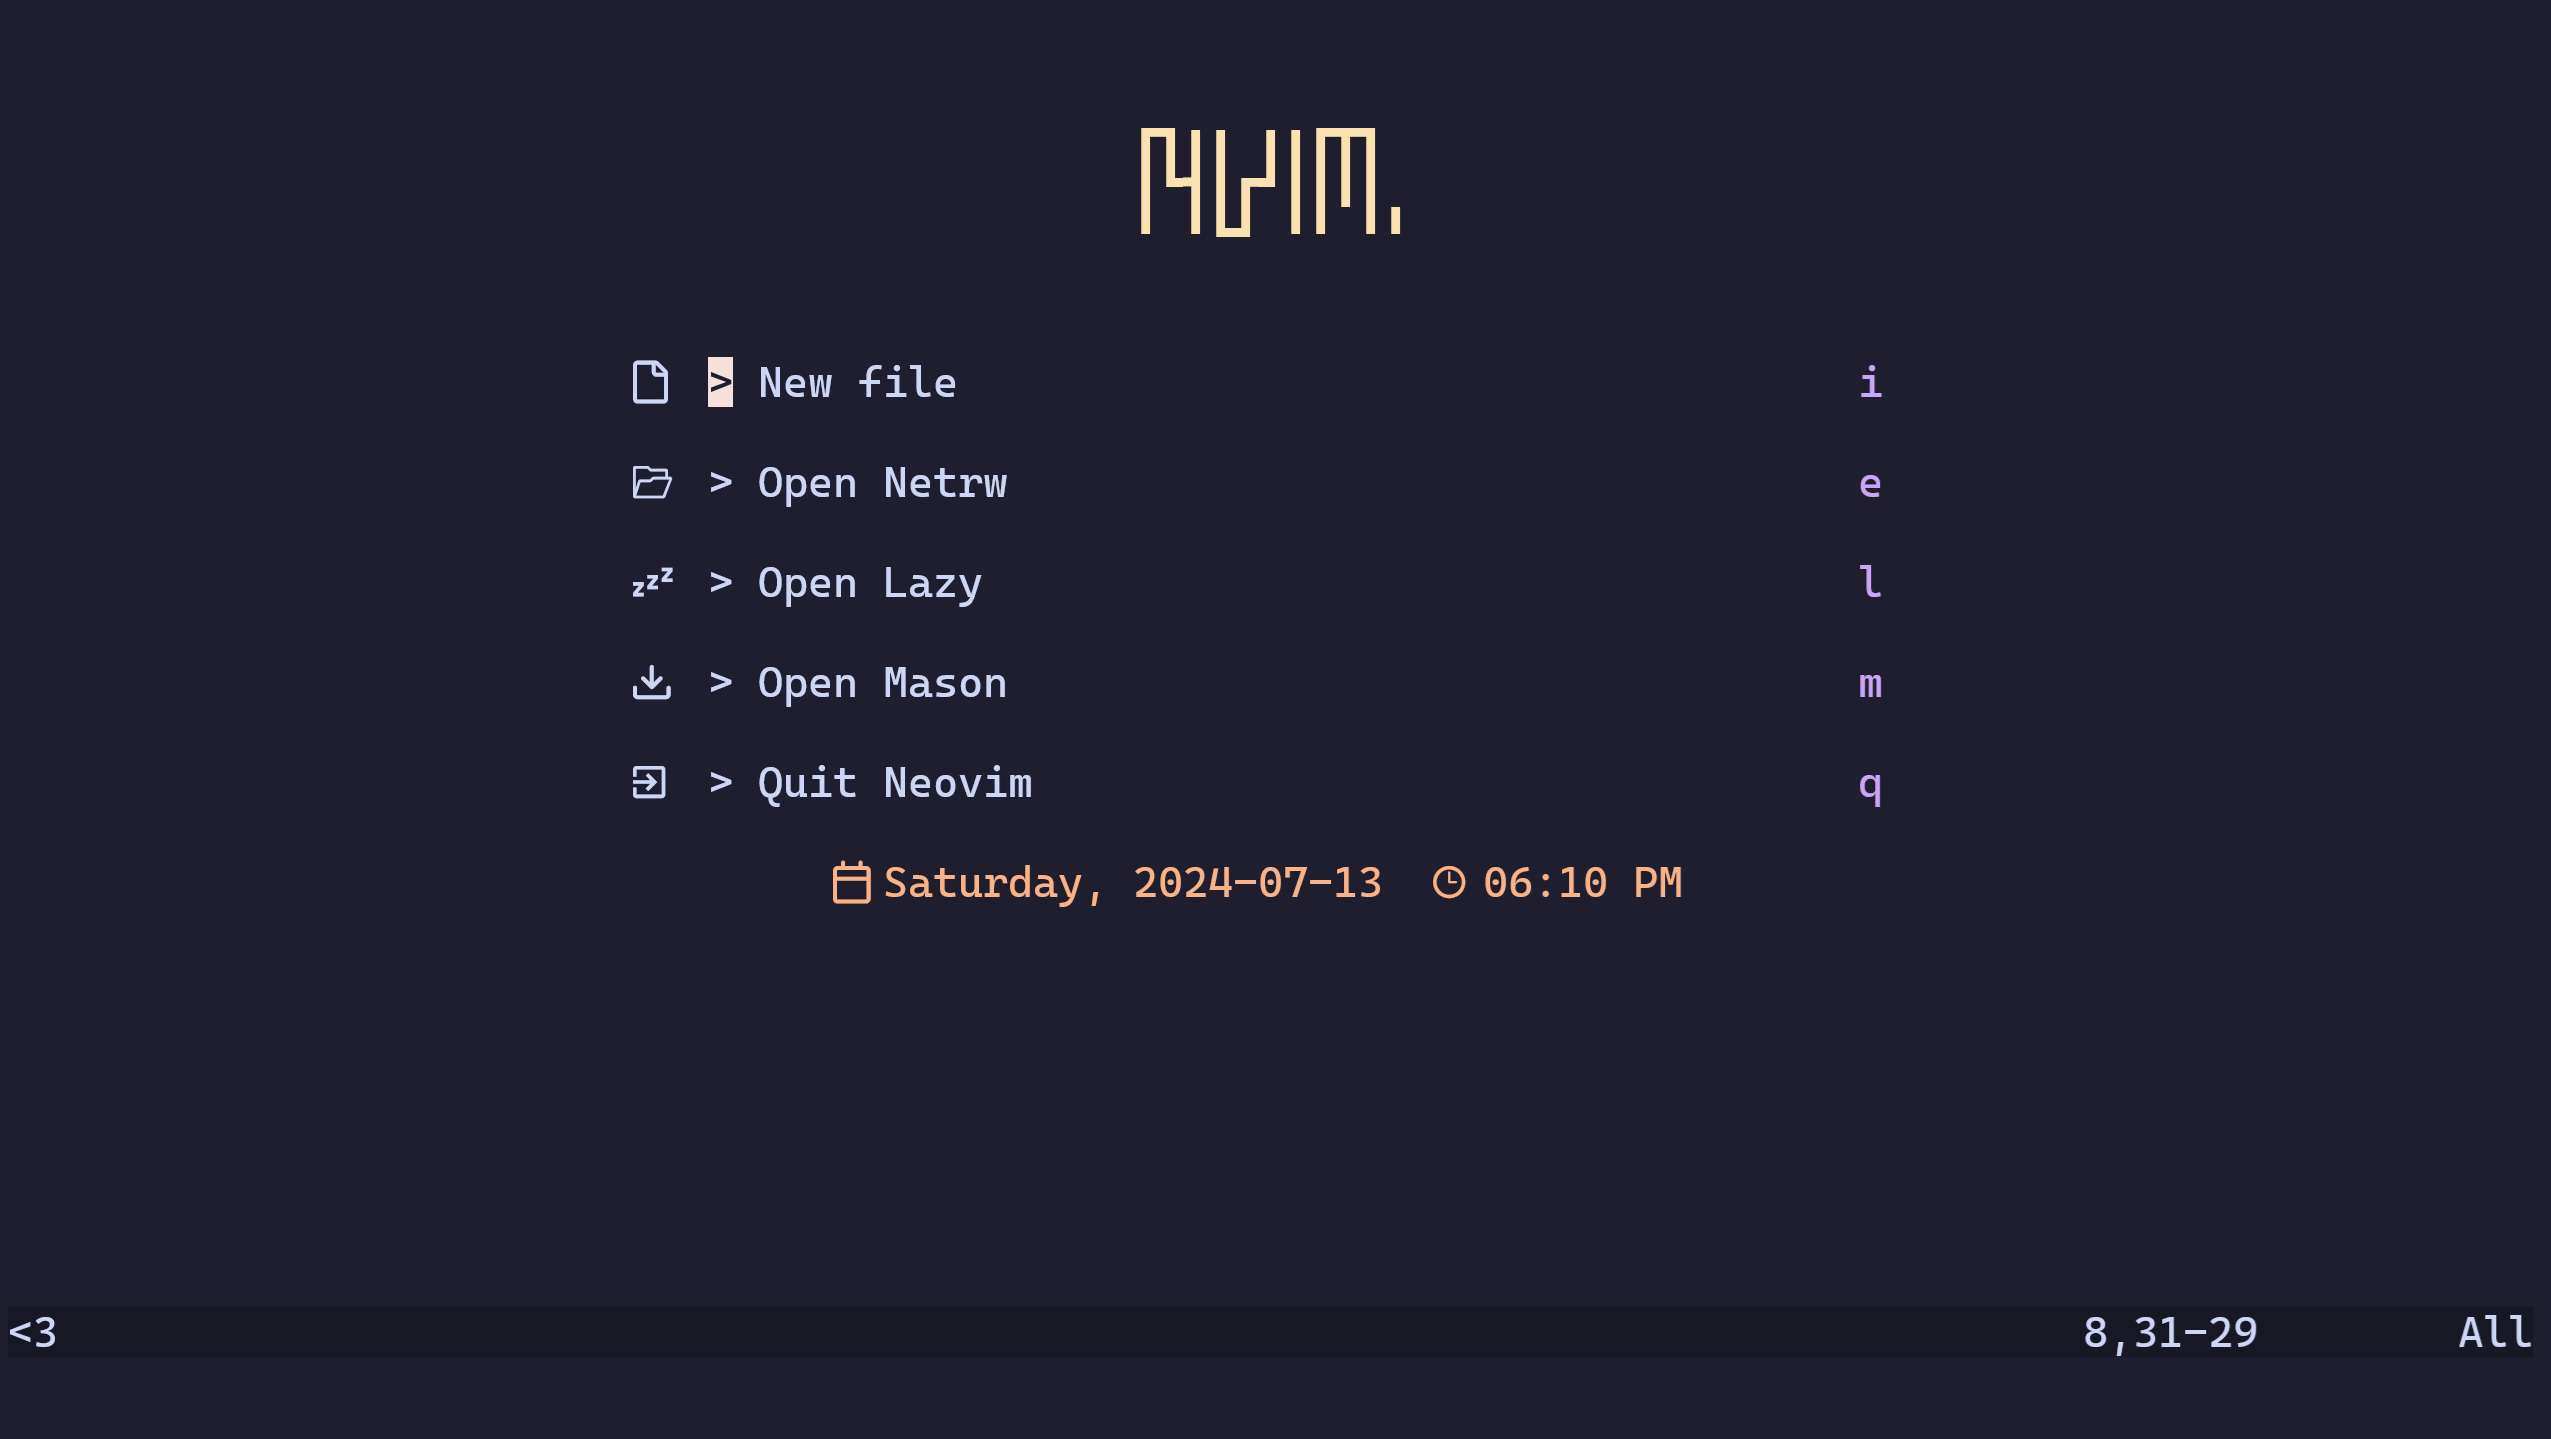 NVIM.
> New file i
> Open Netrw e
zzz > Open Lazy l
> Open Mason m
> Quit Neovim q
Saturday, 2024-07-13 06:10 PM
<3 8,31-29 All